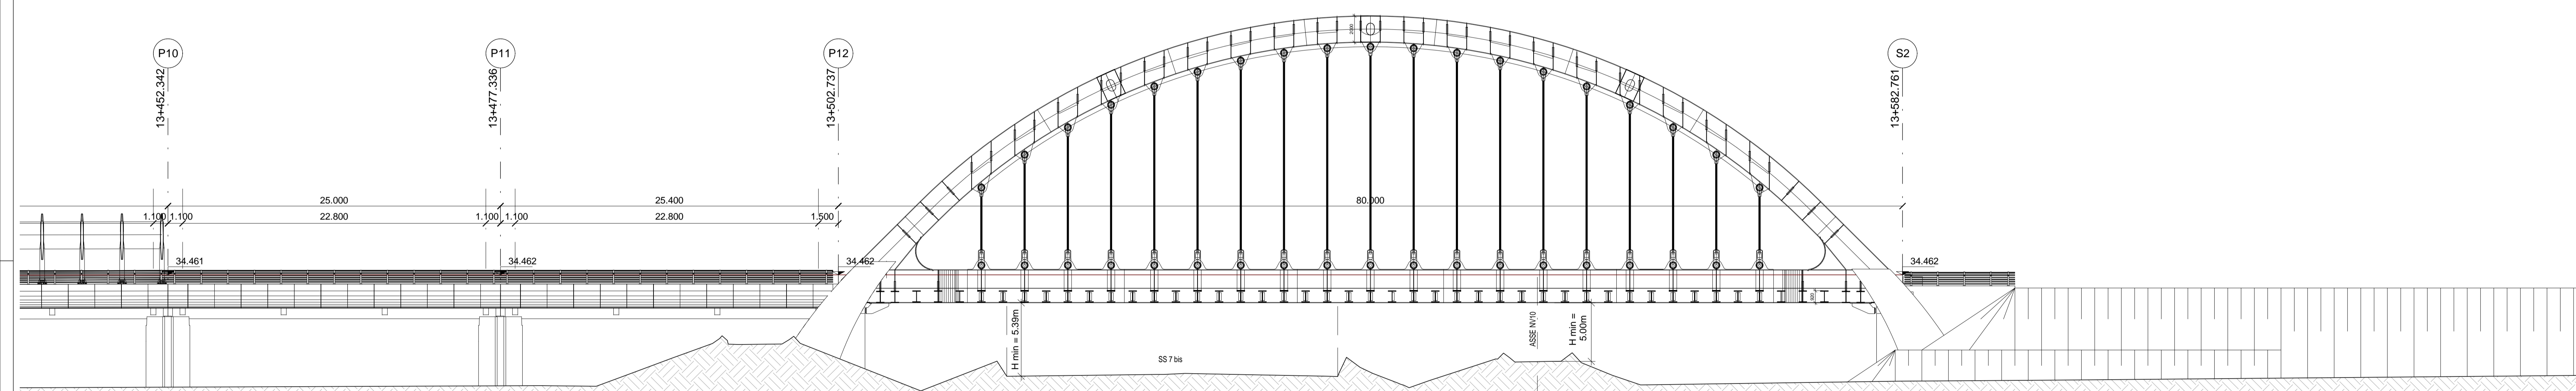 P10
P11
P12
S2
13+452.342
13+477.336
13+502.737
13+582.761
2000
25.000
25.400
80.000
1.100
1.100
22.800
1.100
1.100
22.800
1.500
34.461
34.462
34.462
34.462
920
H min = 5.39m
SS 7 bis
ASSE NV10
H min =
5.00m